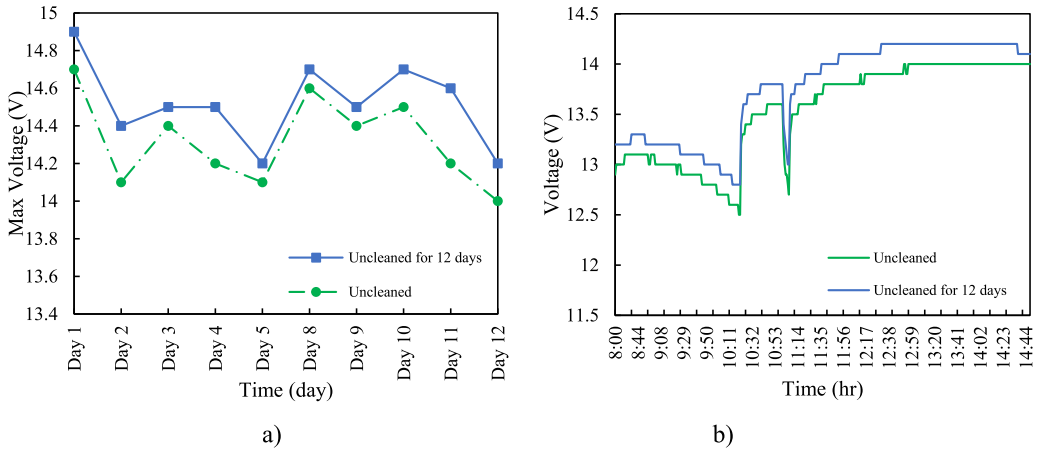 15
14.8
14.6
14.4
14.2
14
13.8
13.6
13.4
Max Voltage (V)
Uncleaned for 12 days
Uncleaned
Day 1
Day 2
Day 3
Day 4
Day 5
Day 8
Day 9
Day 10
Day 11
Day 12
Time (day)
a)
14.5
14
13.5
13
12.5
12
11.5
Voltage (V)
Uncleaned
Uncleaned for 12 days
8:00
8:44
9:08
9:29
9:50
10:11
10:32
10:53
11:14
11:35
11:56
12:17
12:38
12:59
13:20
13:41
14:02
14:23
14:44
Time (hr)
b)